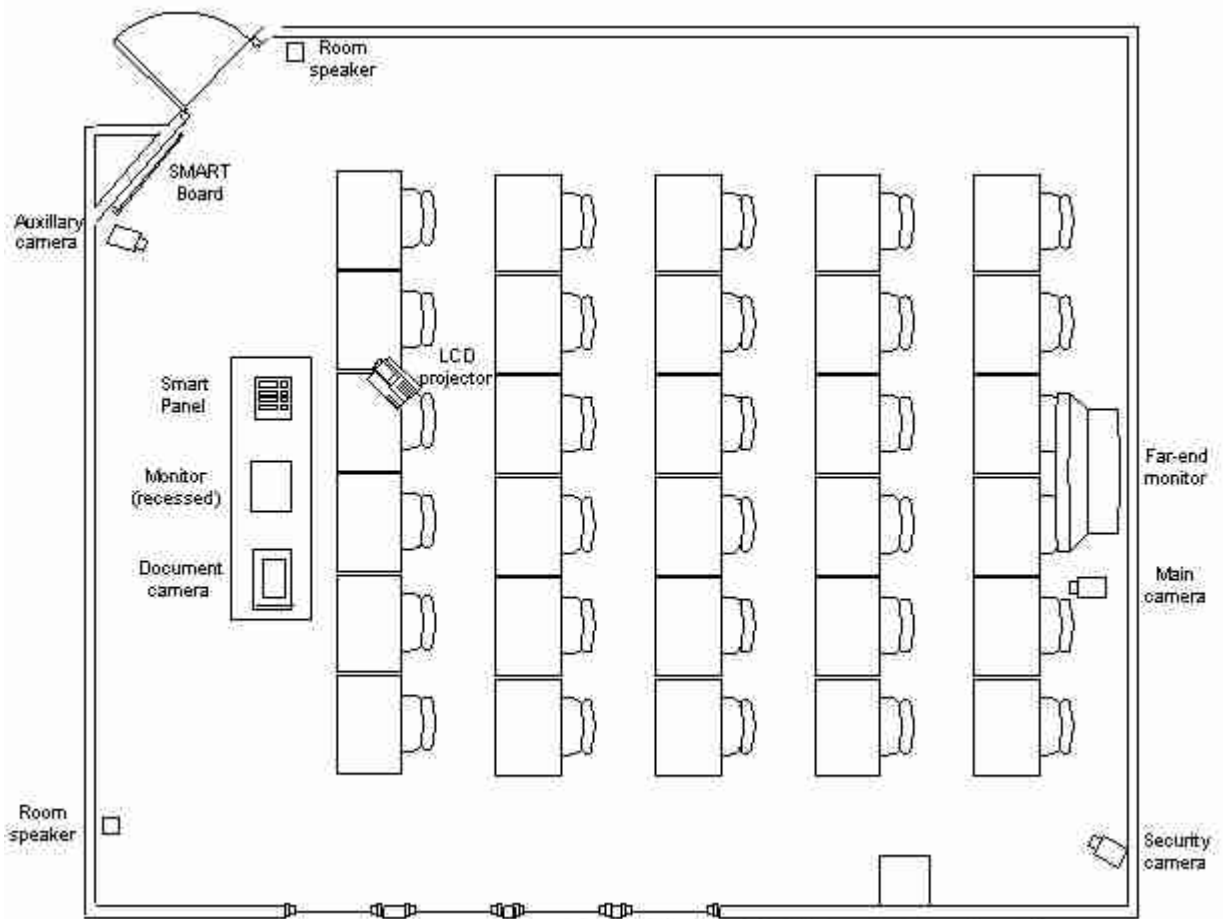 Room
speaker
SMART
Board
Auxillary
camera
LCD
projector
Smart
Panel
Monitor
(recessed)
Far-end
monitor
Document
camera
Main
camera
Room
speaker
Security
camera